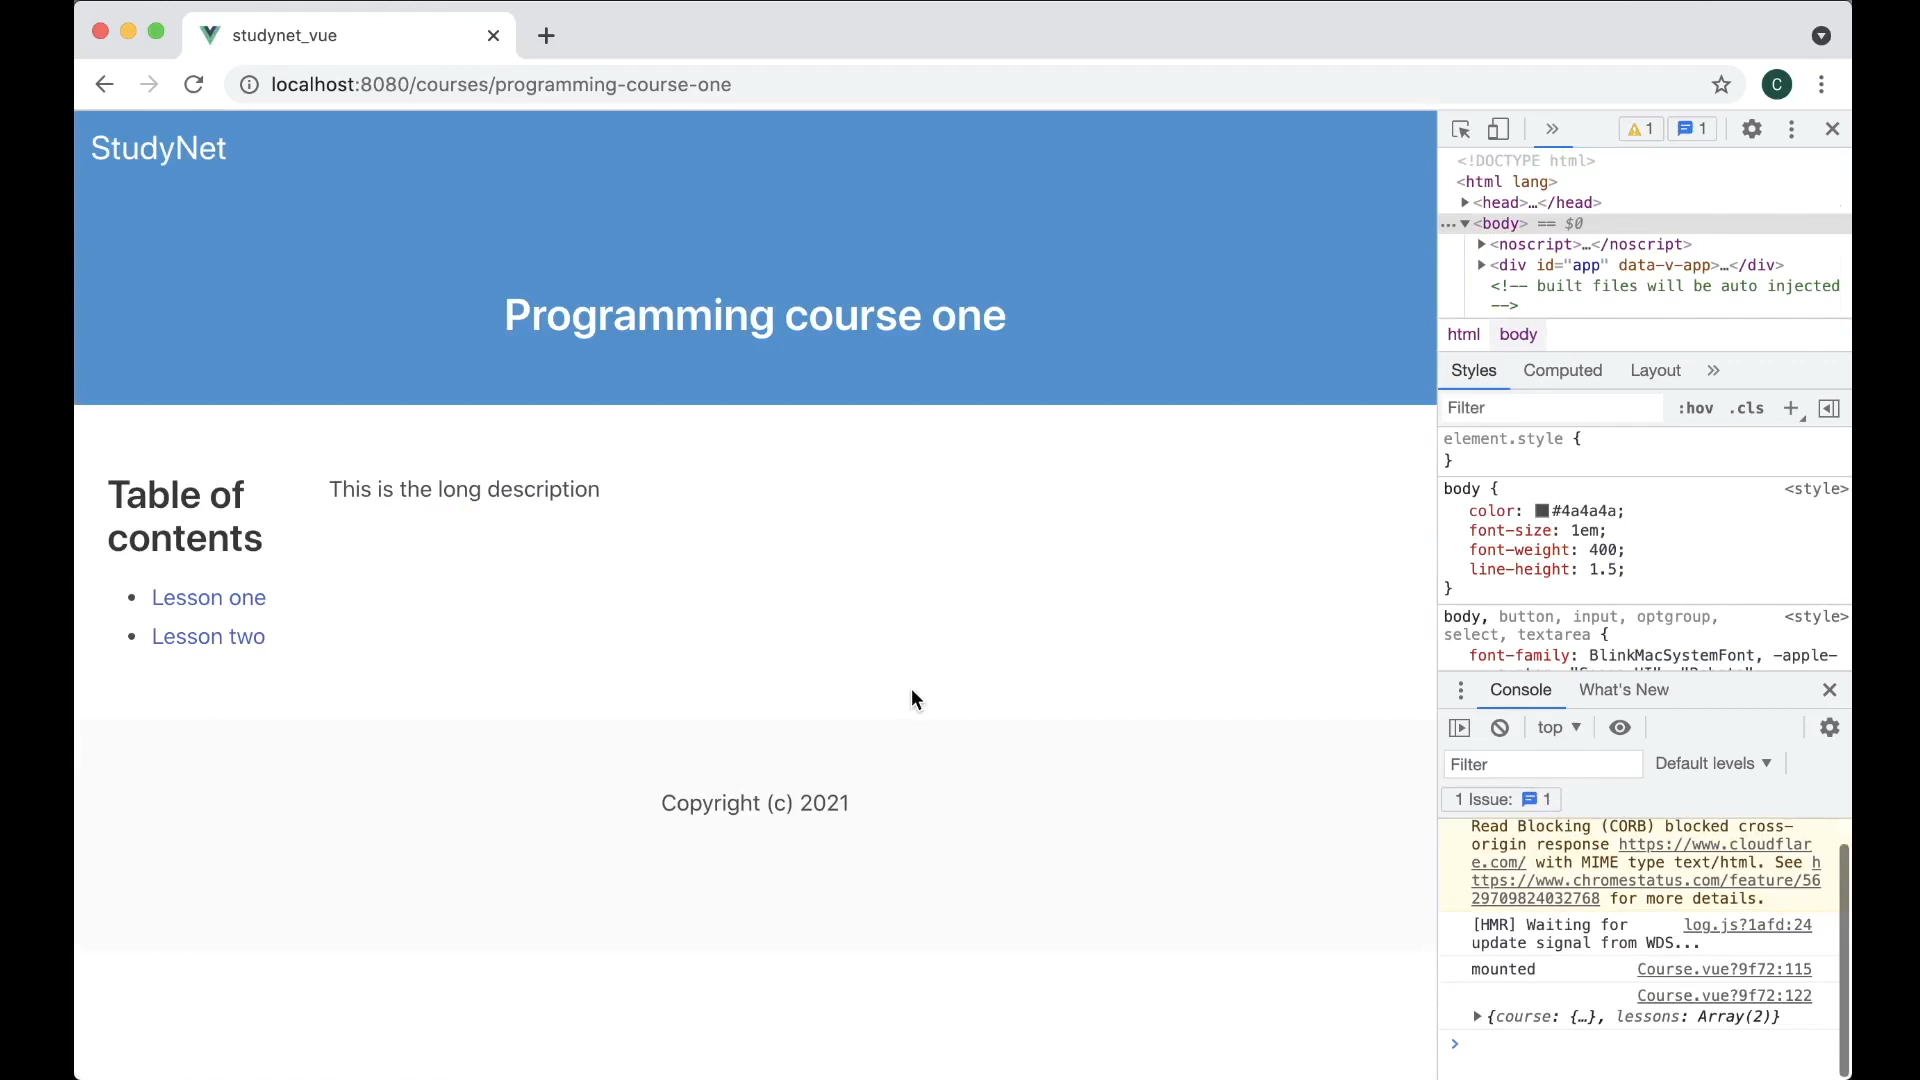 studynet_vue
localhost:8080/courses/programming-course-one
C
StudyNet
Programming course one
Table of
contents
This is the long description
• Lesson one
• Lesson two
Copyright (c) 2021
1
1
<!DOCTYPE html>
<html lang>
<head>…</head>
<body> == $0
<noscript>…</noscript>
<div id="app" data-v-app>…</div>
<!-- built files will be auto injected
-->
html body
Styles Computed Layout
Filter :hov .cls
element.style {
}
body { <style>
color: #4a4a4a;
font-size: 1em;
font-weight: 400;
line-height: 1.5;
}
body, button, input, optgroup, <style>
select, textarea {
font-family: BlinkMacSystemFont, -apple-
Console What's New
top
Filter Default levels
1 Issue: 1
Read Blocking (CORB) blocked cross-
origin response https://www.cloudflar
e.com/ with MIME type text/html. See h
ttps://www.chromestatus.com/feature/56
29709824032768 for more details.
[HMR] Waiting for log.js?1afd:24
update signal from WDS...
mounted Course.vue?9f72:115
Course.vue?9f72:122
{course: {…}, lessons: Array(2)}